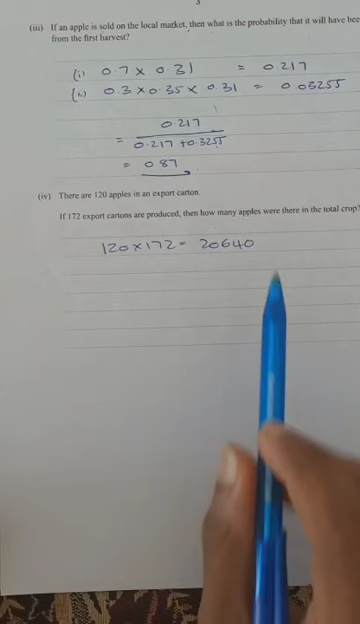 3
(iii) If an apple is sold on the local market, then what is the probability that it will have bee
from the first harvest?
(i) 0.7 × 0.31 = 0.217
(ii) 0.3 × 0.35 × 0.31 = 0.03255
0.217
= 0.217 + 0.3255
= 0.87
(iv) There are 120 apples in an export carton.
If 172 export cartons are produced, then how many apples were there in the total crop?
120 × 172 = 20640